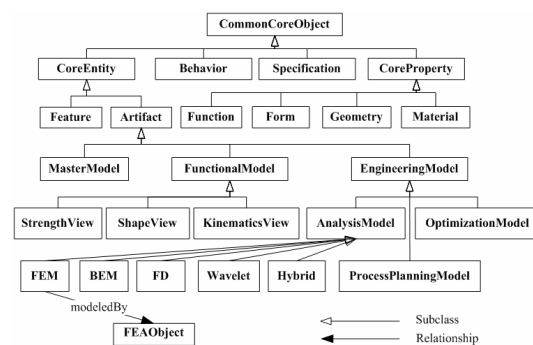 CommonCoreObject
CoreEntity
Behavior
Specification
CoreProperty
Feature
Artifact
Function
Form
Geometry
Material
MasterModel
FunctionalModel
EngineeringModel
StrengthView
ShapeView
KinematicsView
AnalysisModel
OptimizationModel
FEM
BEM
FD
Wavelet
Hybrid
ProcessPlanningModel
modeledBy
FEAObject
Subclass
Relationship